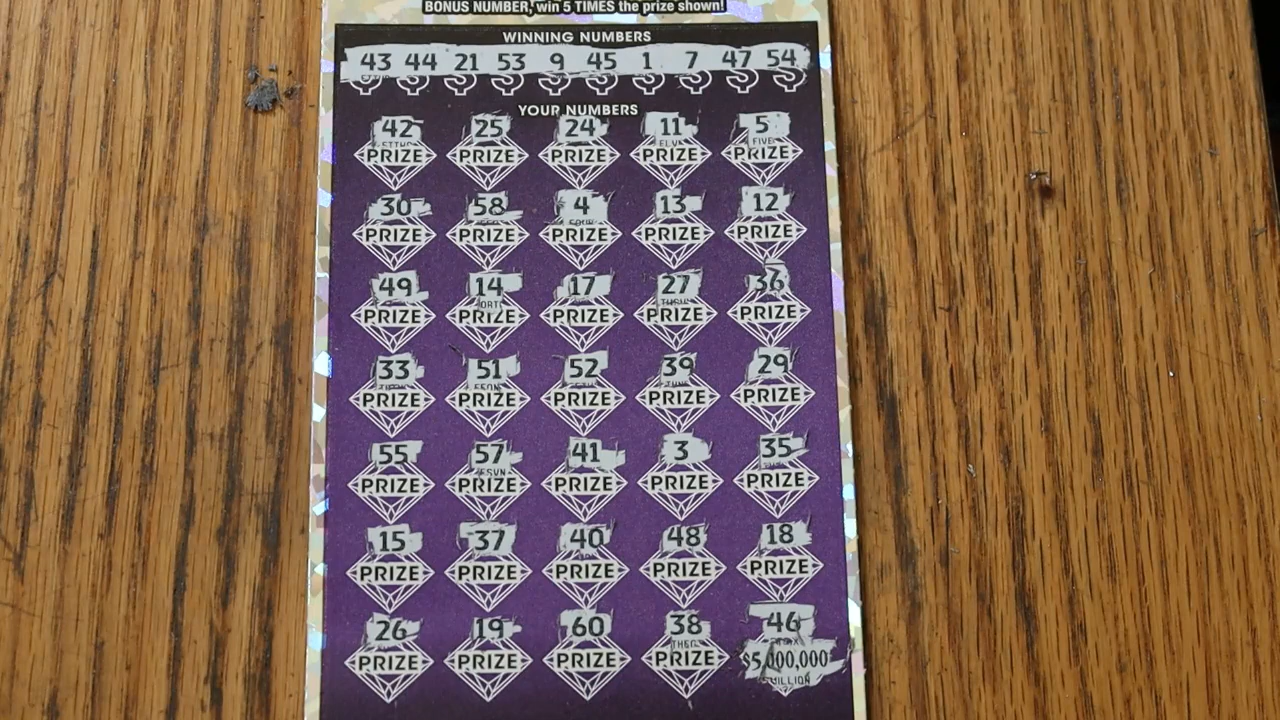 BONUS NUMBER, win 5 TIMES the prize shown!
WINNING NUMBERS
43 44 21 53 9 45 1 7 47 54
$ $ $ $ $ $ $ $ $ $
YOUR NUMBERS
42 25 24 11 5
FIVE
PRIZE PRIZE PRIZE PRIZE PRIZE
30 58 4 13 12
PRIZE PRIZE PRIZE PRIZE PRIZE
49 14 17 27 36
PRIZE PRIZE PRIZE PRIZE PRIZE
33 51 52 39 29
PRIZE PRIZE PRIZE PRIZE PRIZE
55 57 41 3 35
PRIZE PRIZE PRIZE PRIZE PRIZE
15 37 40 48 18
PRIZE PRIZE PRIZE PRIZE PRIZE
26 19 60 38 46
PRIZE PRIZE PRIZE PRIZE $5,000,000